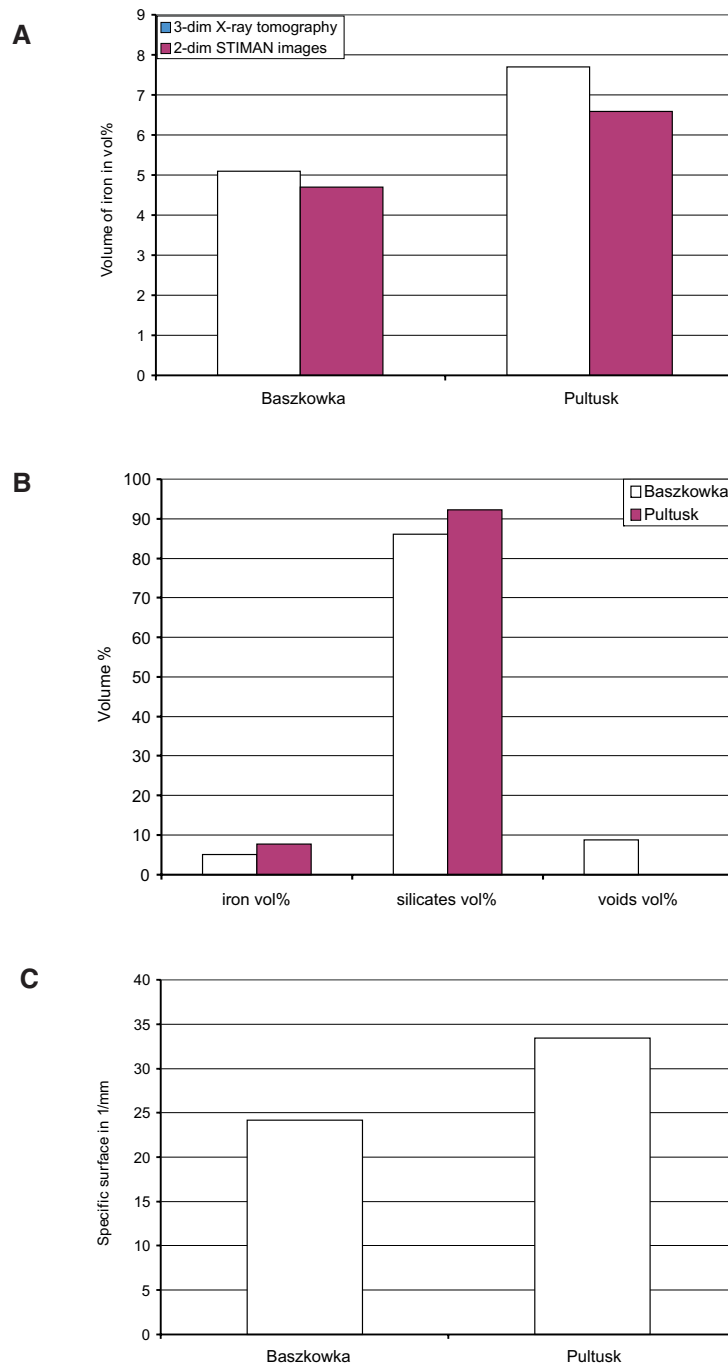 A
3-dim X-ray tomography
2-dim STIMAN images
Volume of iron in vol%
9
8
7
6
5
4
3
2
1
0
Baszkowka Pultusk
B
Baszkowka
Pultusk
Volume %
100
90
80
70
60
50
40
30
20
10
0
iron vol% silicates vol% voids vol%
C
Specific surface in 1/mm
40
35
30
25
20
15
10
5
0
Baszkowka Pultusk